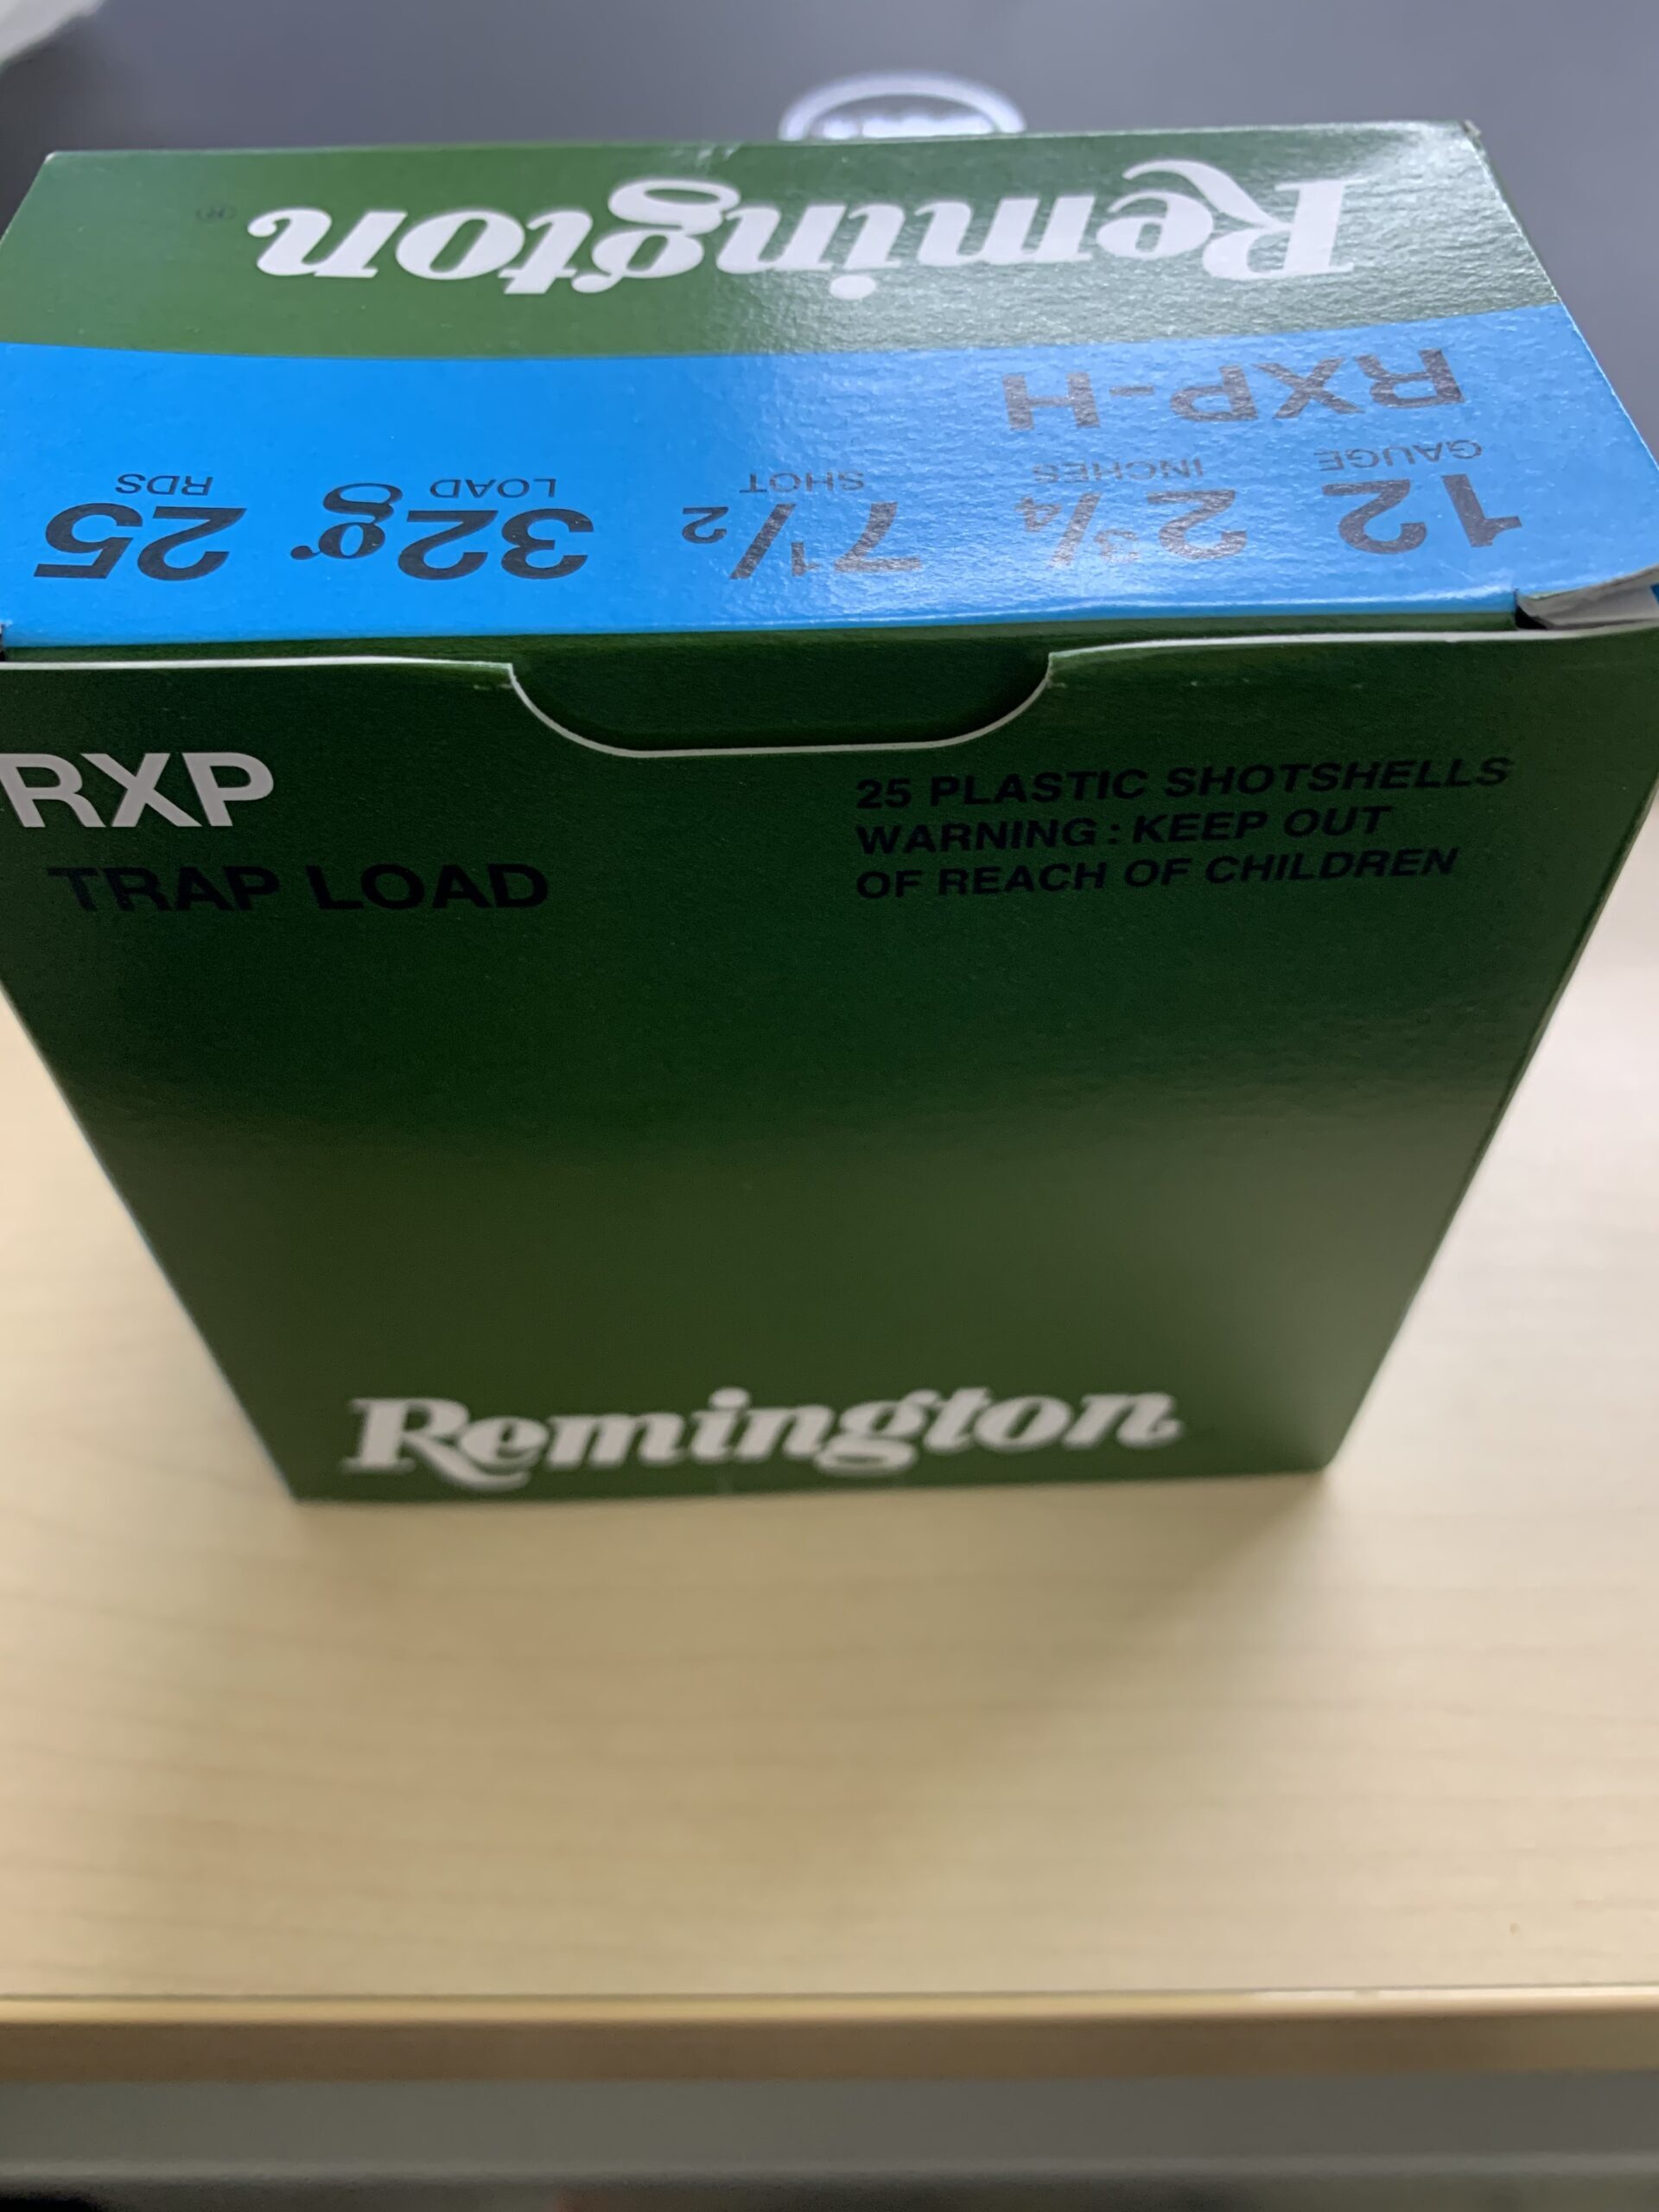 Remington®
RXP-H
12 2¾ 7½ 32gr 25
GAUGE INCHES SHOT LOAD RDS
RXP
TRAP LOAD
25 PLASTIC SHOTSHELLS
WARNING: KEEP OUT
OF REACH OF CHILDREN
Remington